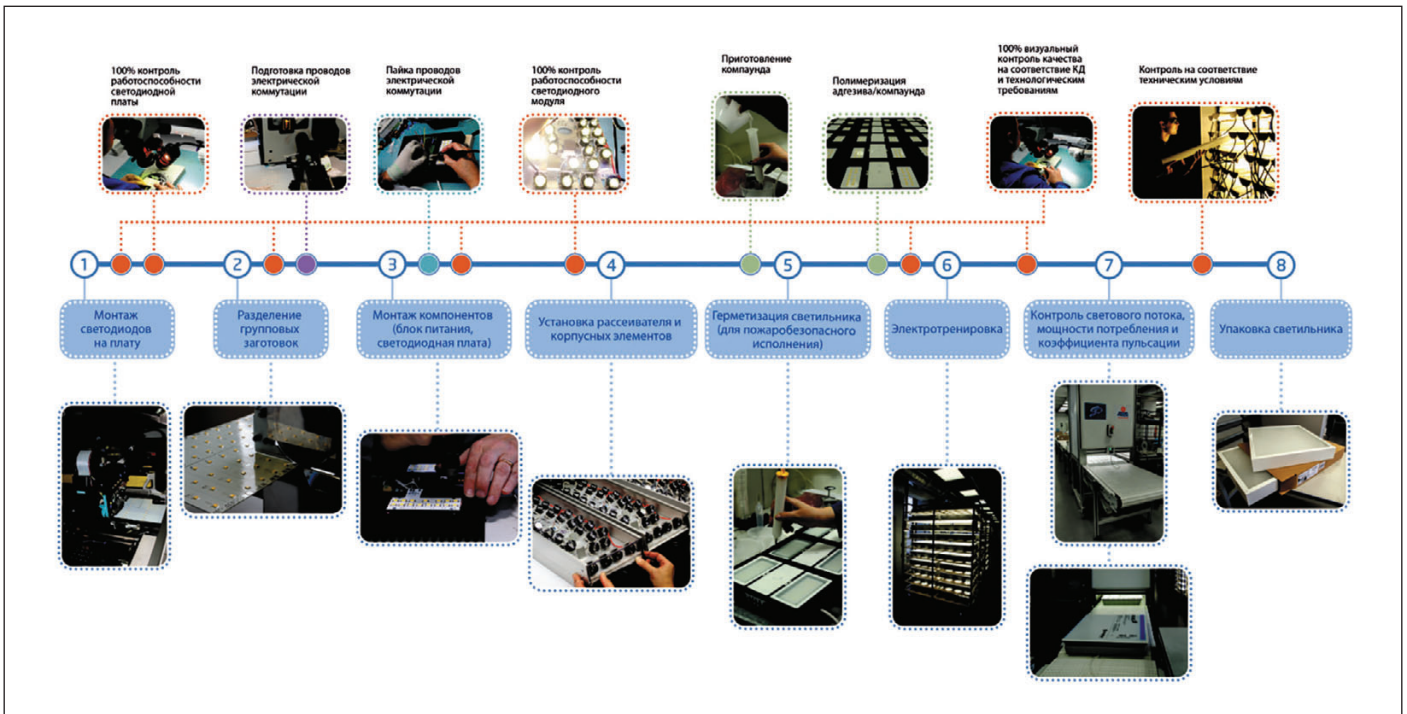 100% контроль
работоспособности
светодиодной
платы
Подготовка проводов
электрической
коммутации
Пайка проводов
электрической
коммутации
100% контроль
работоспособности
светодиодного
модуля
Приготовление
компаунда
Полимеризация
адгезива/компаунда
100% визуальный
контроль качества
на соответствие КД
и технологическим
требованиям
Контроль на соответствие
техническим условиям
1
2
3
4
5
6
7
8
Монтаж
светодиодов
на плату
Разделение
групповых
заготовок
Монтаж компонентов
(блок питания,
светодиодная плата)
Установка рассеивателя и
корпусных элементов
Герметизация светильника
(для пожаробезопасного
исполнения)
Электротренировка
Контроль светового потока,
мощности потребления и
коэффициента пульсации
Упаковка светильника